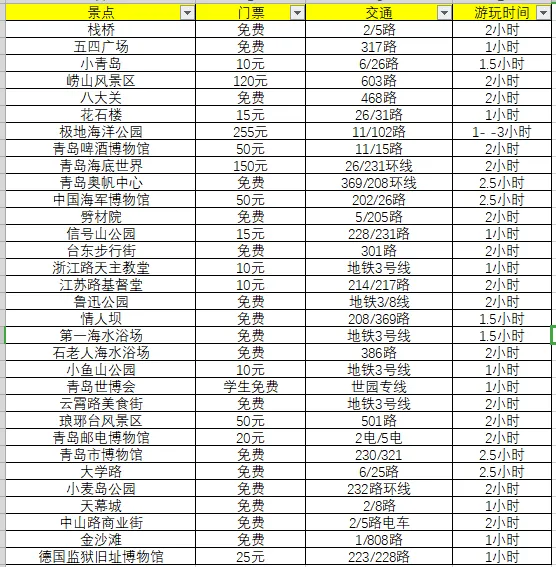 景点 门票 交通 游玩时间
栈桥 免费 2/5路 2小时
五四广场 免费 317路 1小时
小青岛 10元 6/26路 1.5小时
崂山风景区 120元 603路 2小时
八大关 免费 468路 2小时
花石楼 15元 26/31路 1小时
极地海洋公园 255元 11/102路 1- -3小时
青岛啤酒博物馆 50元 11/15路 2小时
青岛海底世界 150元 26/231环线 2小时
青岛奥帆中心 免费 369/208环线 2.5小时
中国海军博物馆 50元 202/26路 2.5小时
劈材院 免费 5/205路 2小时
信号山公园 15元 228/231路 1小时
台东步行街 免费 301路 2小时
浙江路天主教堂 10元 地铁3号线 1小时
江苏路基督堂 10元 214/217路 2小时
鲁迅公园 免费 地铁3/8线 2小时
情人坝 免费 208/369路 1.5小时
第一海水浴场 免费 地铁3号线 1.5小时
石老人海水浴场 免费 386路 2小时
小鱼山公园 10元 地铁3号线 1小时
青岛世博会 学生免费 世园专线 1小时
云霄路美食街 免费 地铁3号线 2小时
琅琊台风景区 50元 501路 2小时
青岛邮电博物馆 20元 2电/5电 2小时
青岛市博物馆 免费 230/321 2.5小时
大学路 免费 6/25路 2.5小时
小麦岛公园 免费 232路环线 2小时
天幕城 免费 2/8路 1小时
中山路商业街 免费 2/5路电车 2小时
金沙滩 免费 1/808路 1小时
德国监狱旧址博物馆 25元 223/228路 1小时